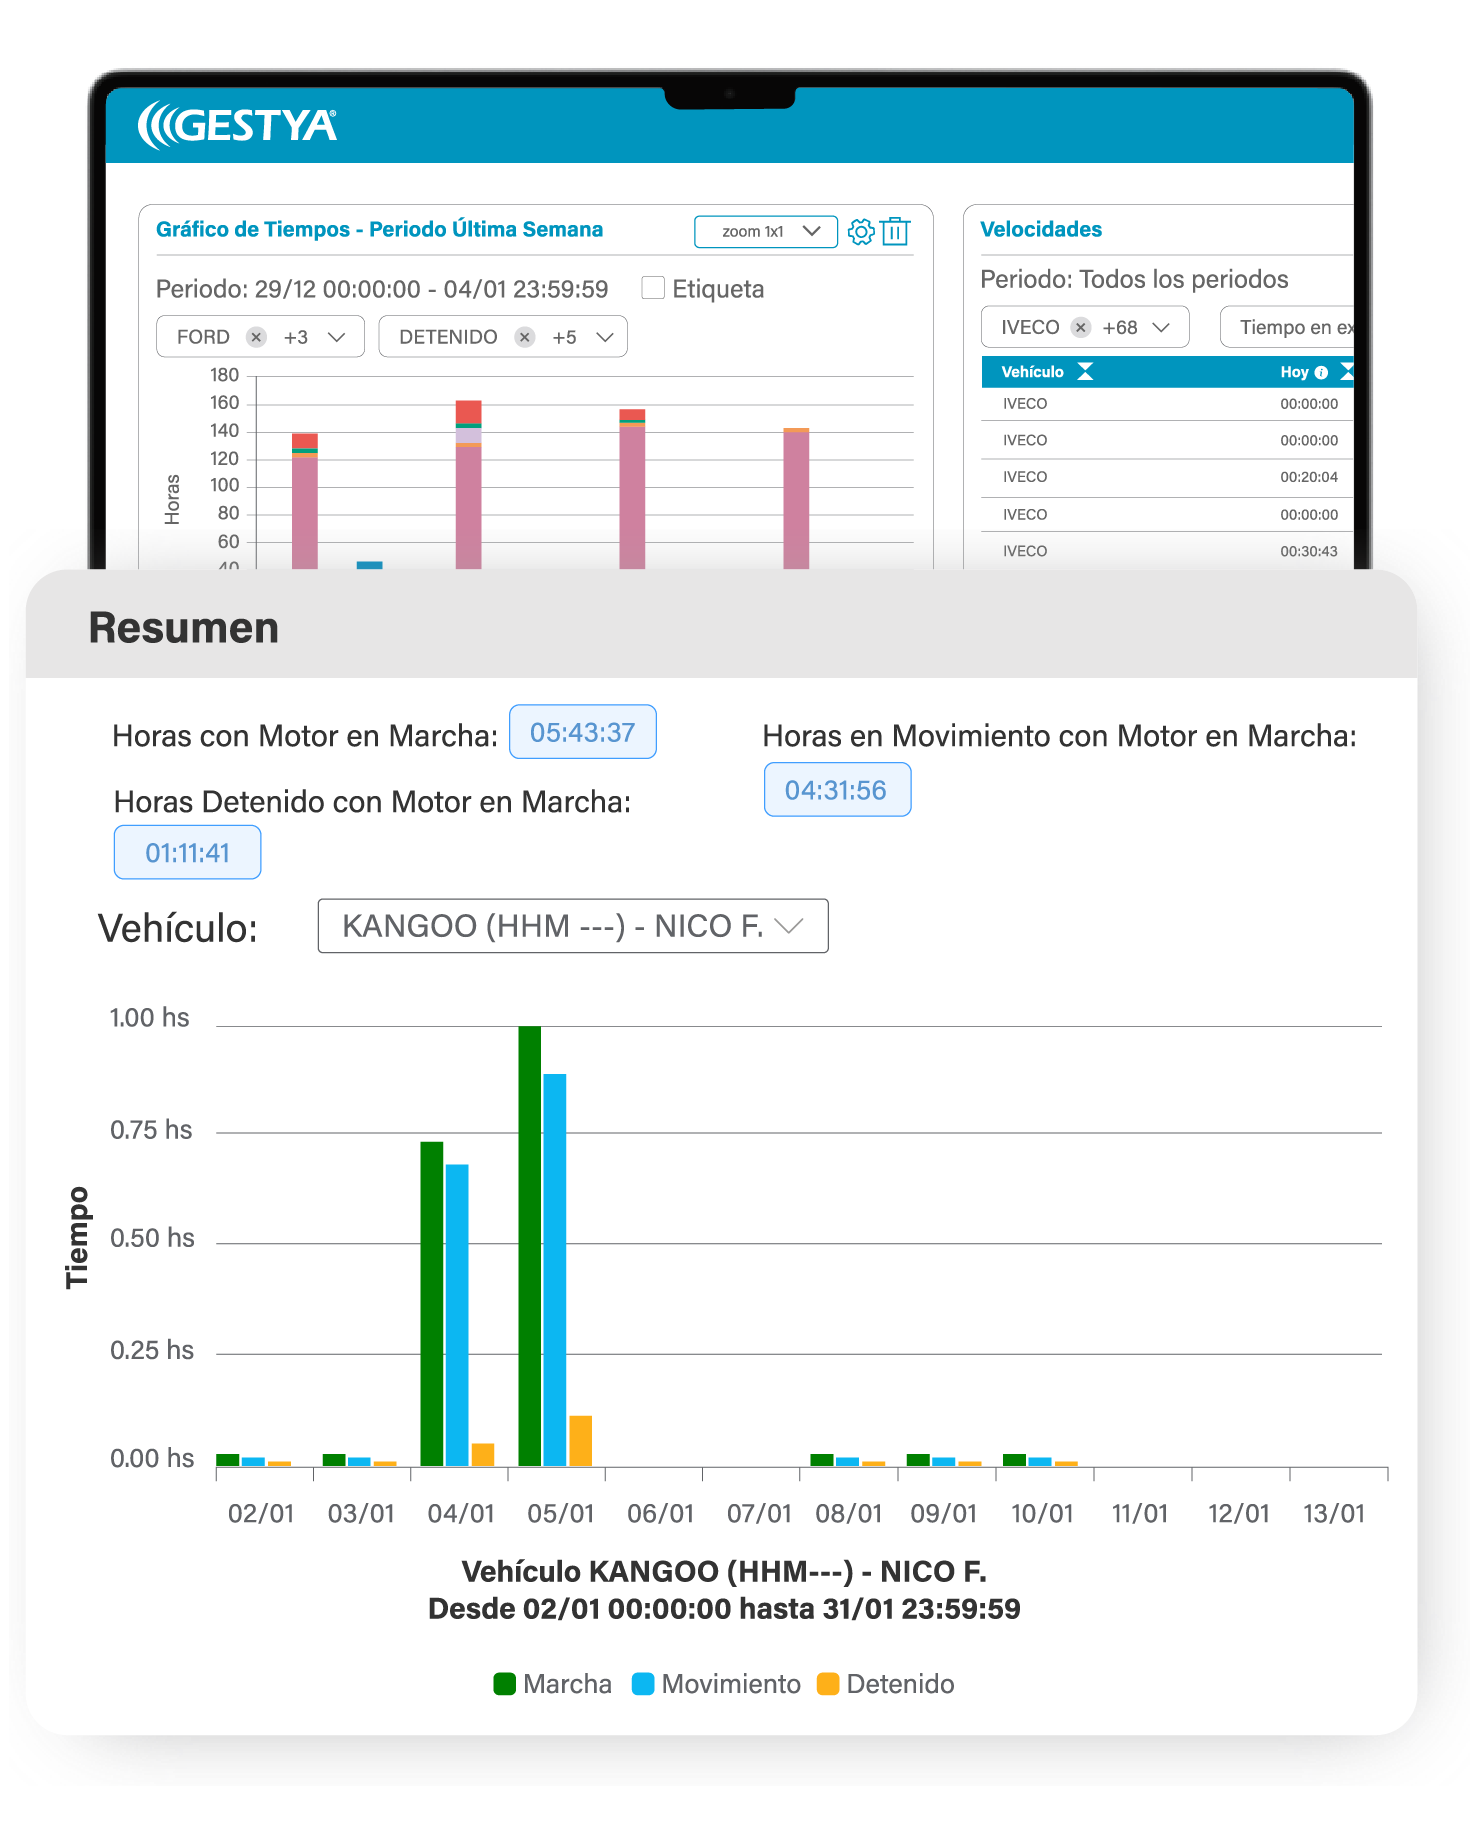 GESTYA®
Gráfico de Tiempos - Periodo Última Semana
zoom 1x1
Periodo: 29/12 00:00:00 - 04/01 23:59:59
Etiqueta
FORD +3
DETENIDO +5
180
160
140
120
100
80
60
40
Horas
Velocidades
Periodo: Todos los periodos
IVECO +68
Tiempo en ex
Vehículo Hoy
IVECO 00:00:00
IVECO 00:00:00
IVECO 00:20:04
IVECO 00:00:00
IVECO 00:30:43
Resumen
Horas con Motor en Marcha: 05:43:37
Horas en Movimiento con Motor en Marcha:
04:31:56
Horas Detenido con Motor en Marcha:
01:11:41
Vehículo: KANGOO (HHM ---) - NICO F.
1.00 hs
0.75 hs
0.50 hs
0.25 hs
0.00 hs
Tiempo
02/01 03/01 04/01 05/01 06/01 07/01 08/01 09/01 10/01 11/01 12/01 13/01
Vehículo KANGOO (HHM---) - NICO F.
Desde 02/01 00:00:00 hasta 31/01 23:59:59
Marcha Movimiento Detenido